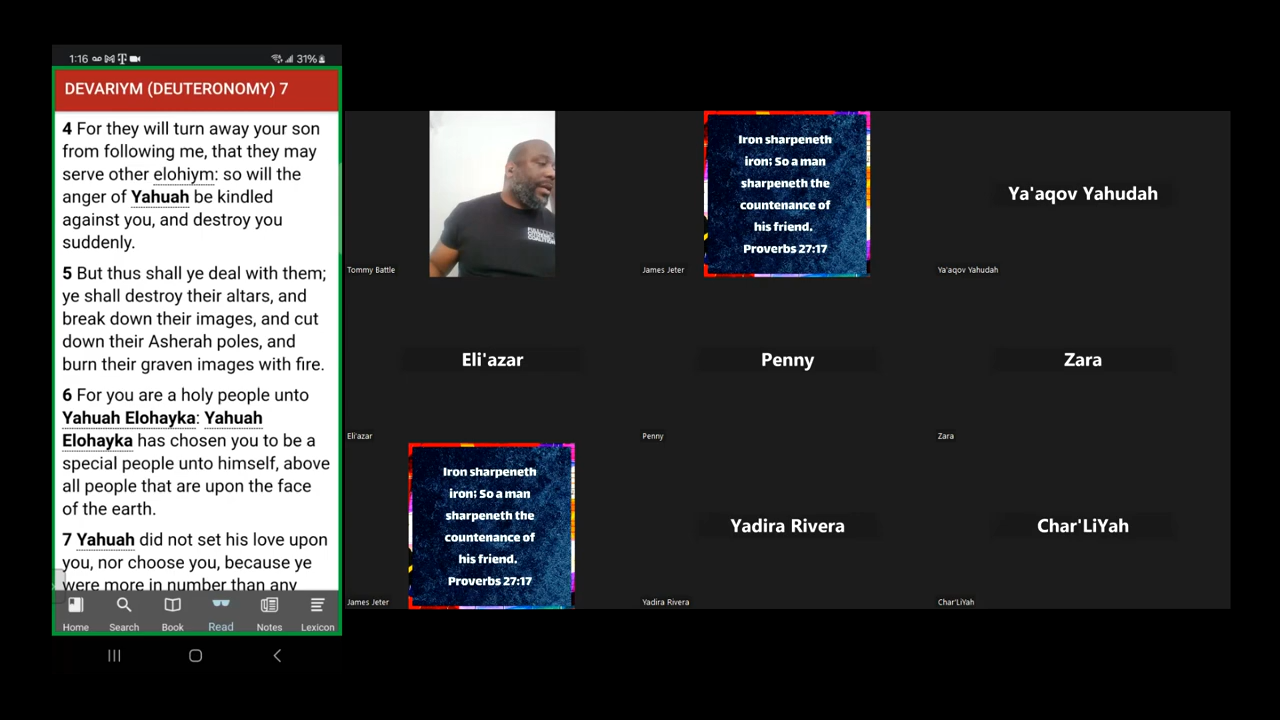 1:16
31%
DEVARIYM (DEUTERONOMY) 7
4 For they will turn away your son
from following me, that they may
serve other elohiym: so will the
anger of Yahuah be kindled
against you, and destroy you
suddenly.
5 But thus shall ye deal with them;
ye shall destroy their altars, and
break down their images, and cut
down their Asherah poles, and
burn their graven images with fire.
6 For you are a holy people unto
Yahuah Elohayka: Yahuah
Elohayka has chosen you to be a
special people unto himself, above
all people that are upon the face
of the earth.
7 Yahuah did not set his love upon
you, nor choose you, because ye
were more in number than any
Home Search Book Read Notes Lexicon
Tommy Battle
Iron sharpeneth
iron; So a man
sharpeneth the
countenance of
his friend.
Proverbs 27:17
James Jeter
Ya'aqov Yahudah
Ya'aqov Yahudah
Eli'azar
Eli'azar
Penny
Penny
Zara
Zara
Iron sharpeneth
iron; So a man
sharpeneth the
countenance of
his friend.
Proverbs 27:17
James Jeter
Yadira Rivera
Yadira Rivera
Char'LiYah
Char'LiYah